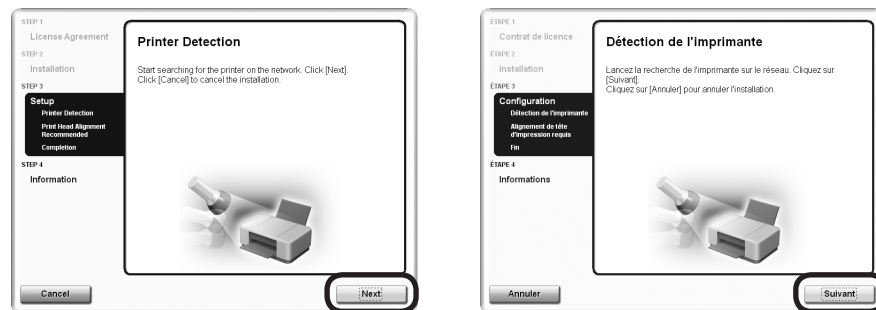 STEP 1
License Agreement
STEP 2
Installation
STEP 3
Setup
Printer Detection
Print Head Alignment
Recommended
Completion
STEP 4
Information
Printer Detection
Start searching for the printer on the network. Click [Next].
Click [Cancel] to cancel the installation.
Cancel
Next
ÉTAPE 1
Contrat de licence
ÉTAPE 2
Installation
ÉTAPE 3
Configuration
Détection de l'imprimante
Alignement de tête
d'impression requis
Fin
ÉTAPE 4
Informations
Détection de l'imprimante
Lancez la recherche de l'imprimante sur le réseau. Cliquez sur
[Suivant].
Cliquez sur [Annuler] pour annuler l'installation.
Annuler
Suivant